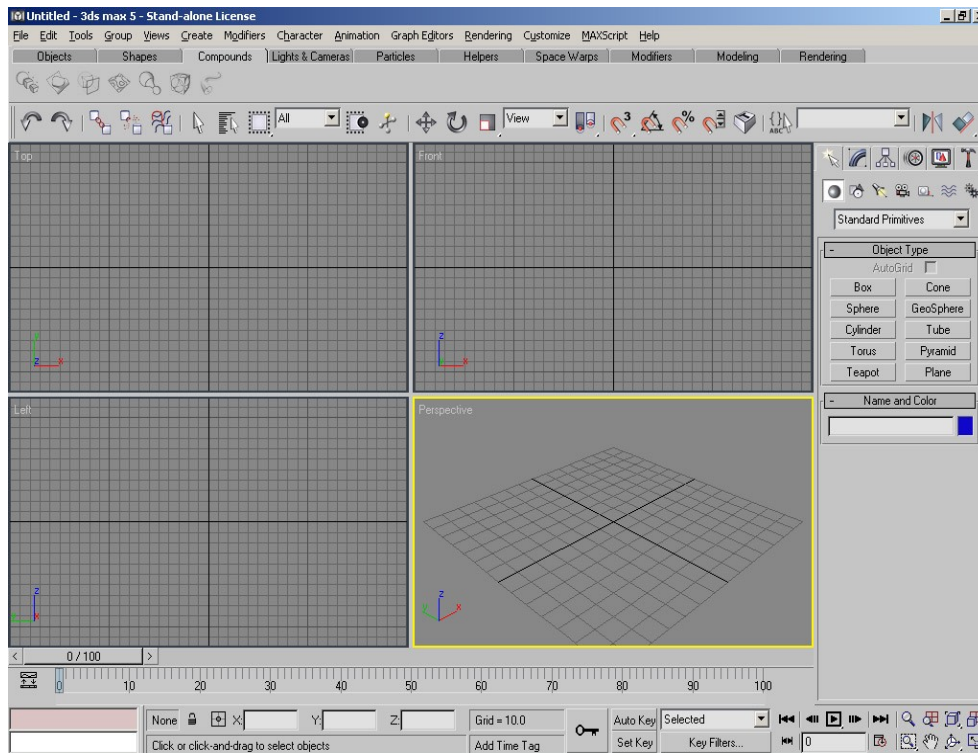 Untitled - 3ds max 5 - Stand-alone License
File Edit Tools Group Views Create Modifiers Character Animation Graph Editors Rendering Customize MAXScript Help
Objects Shapes Compounds Lights & Cameras Particles Helpers Space Warps Modifiers Modeling Rendering
All View 3 % {} ABC
Top Front
Standard Primitives
- Object Type
AutoGrid
Box Cone
Sphere GeoSphere
Cylinder Tube
Torus Pyramid
Teapot Plane
- Name and Color
y z x
z x
Left Perspective
z
x
z
y x
< 0 / 100 >
0 10 20 30 40 50 60 70 80 90 100
None X: Y: Z: Grid = 10.0 Auto Key Selected
Click or click-and-drag to select objects Add Time Tag Set Key Key Filters... 0